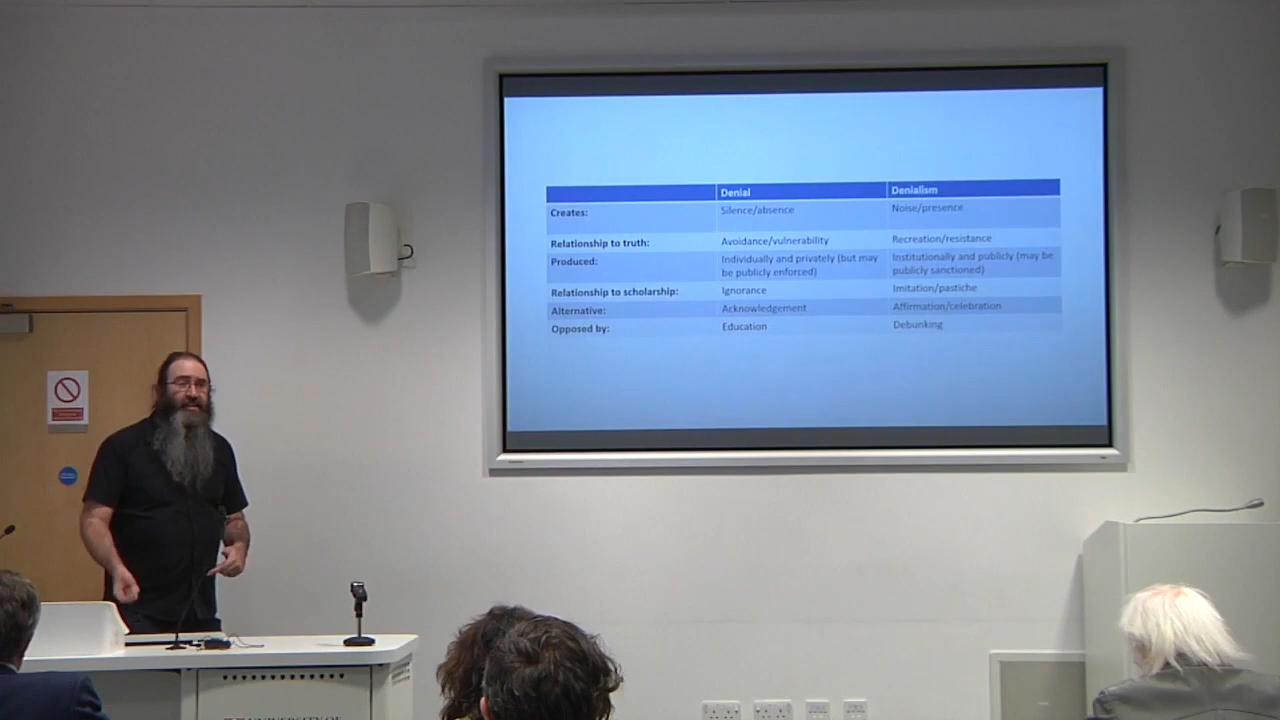 Denial Denialism
Creates: Silence/absence Noise/presence
Relationship to truth: Avoidance/vulnerability Recreation/resistance
Produced: Individually and privately (but may Institutionally and publicly (may be
be publicly enforced) publicly sanctioned)
Relationship to scholarship: Ignorance Imitation/pastiche
Alternative: Acknowledgement Affirmation/celebration
Opposed by: Education Debunking
UNIVERSITY OF